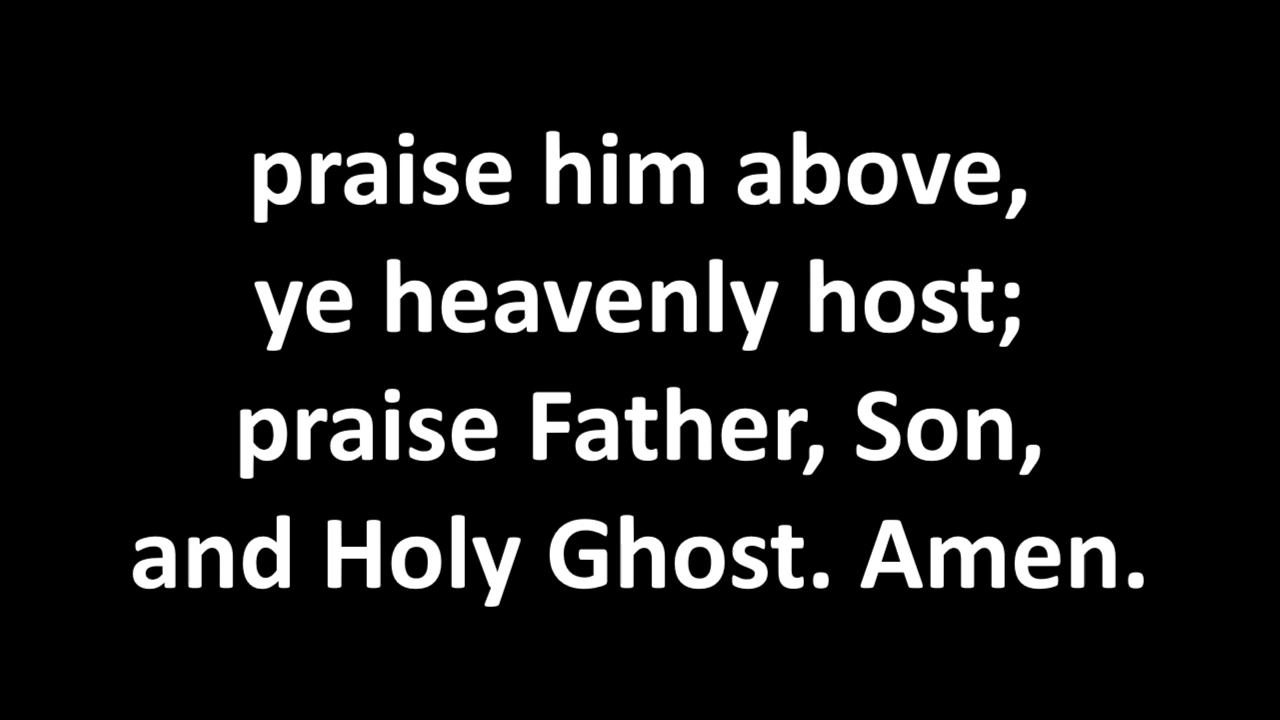 praise him above,
ye heavenly host;
praise Father, Son,
and Holy Ghost. Amen.